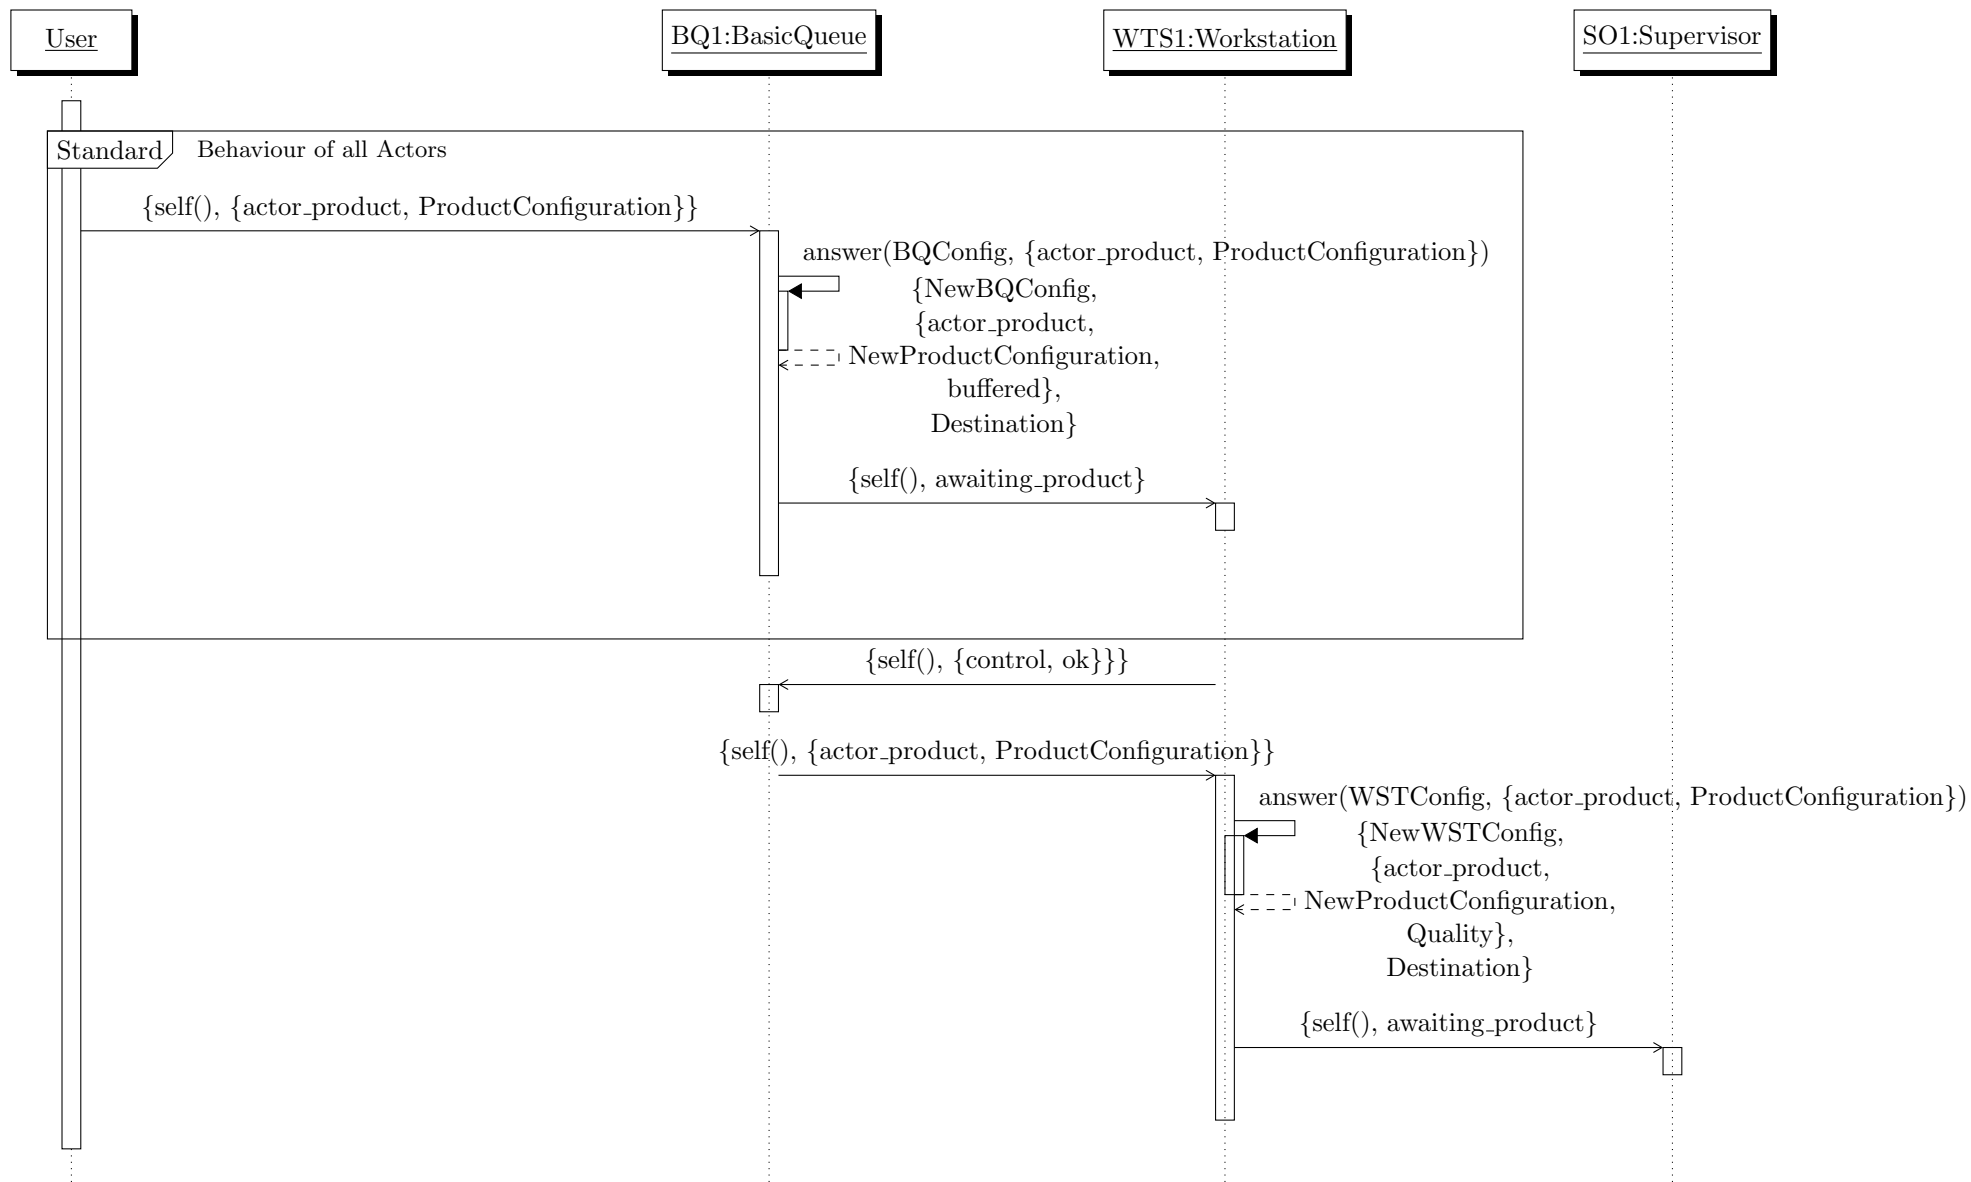 User
BQ1:BasicQueue
WTS1:Workstation
SO1:Supervisor
Standard
Behaviour of all Actors
{self(), {actor_product, ProductConfiguration}}
answer(BQConfig, {actor_product, ProductConfiguration})
{NewBQConfig,
{actor_product,
NewProductConfiguration,
buffered},
Destination}
{self(), awaiting_product}
{self(), {control, ok}}}
{self(), {actor_product, ProductConfiguration}}
answer(WSTConfig, {actor_product, ProductConfiguration})
{NewWSTConfig,
{actor_product,
NewProductConfiguration,
Quality},
Destination}
{self(), awaiting_product}